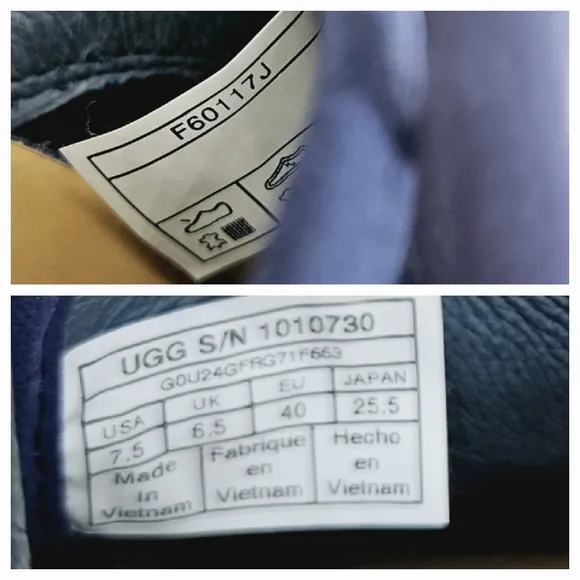 F60117J
UGG S/N 1010730
G0U24GFRG71F553
USA UK EU JAPAN
7.5 6.5 40 25.5
Made Fabrique Hecho
in en en
Vietnam Vietnam Vietnam